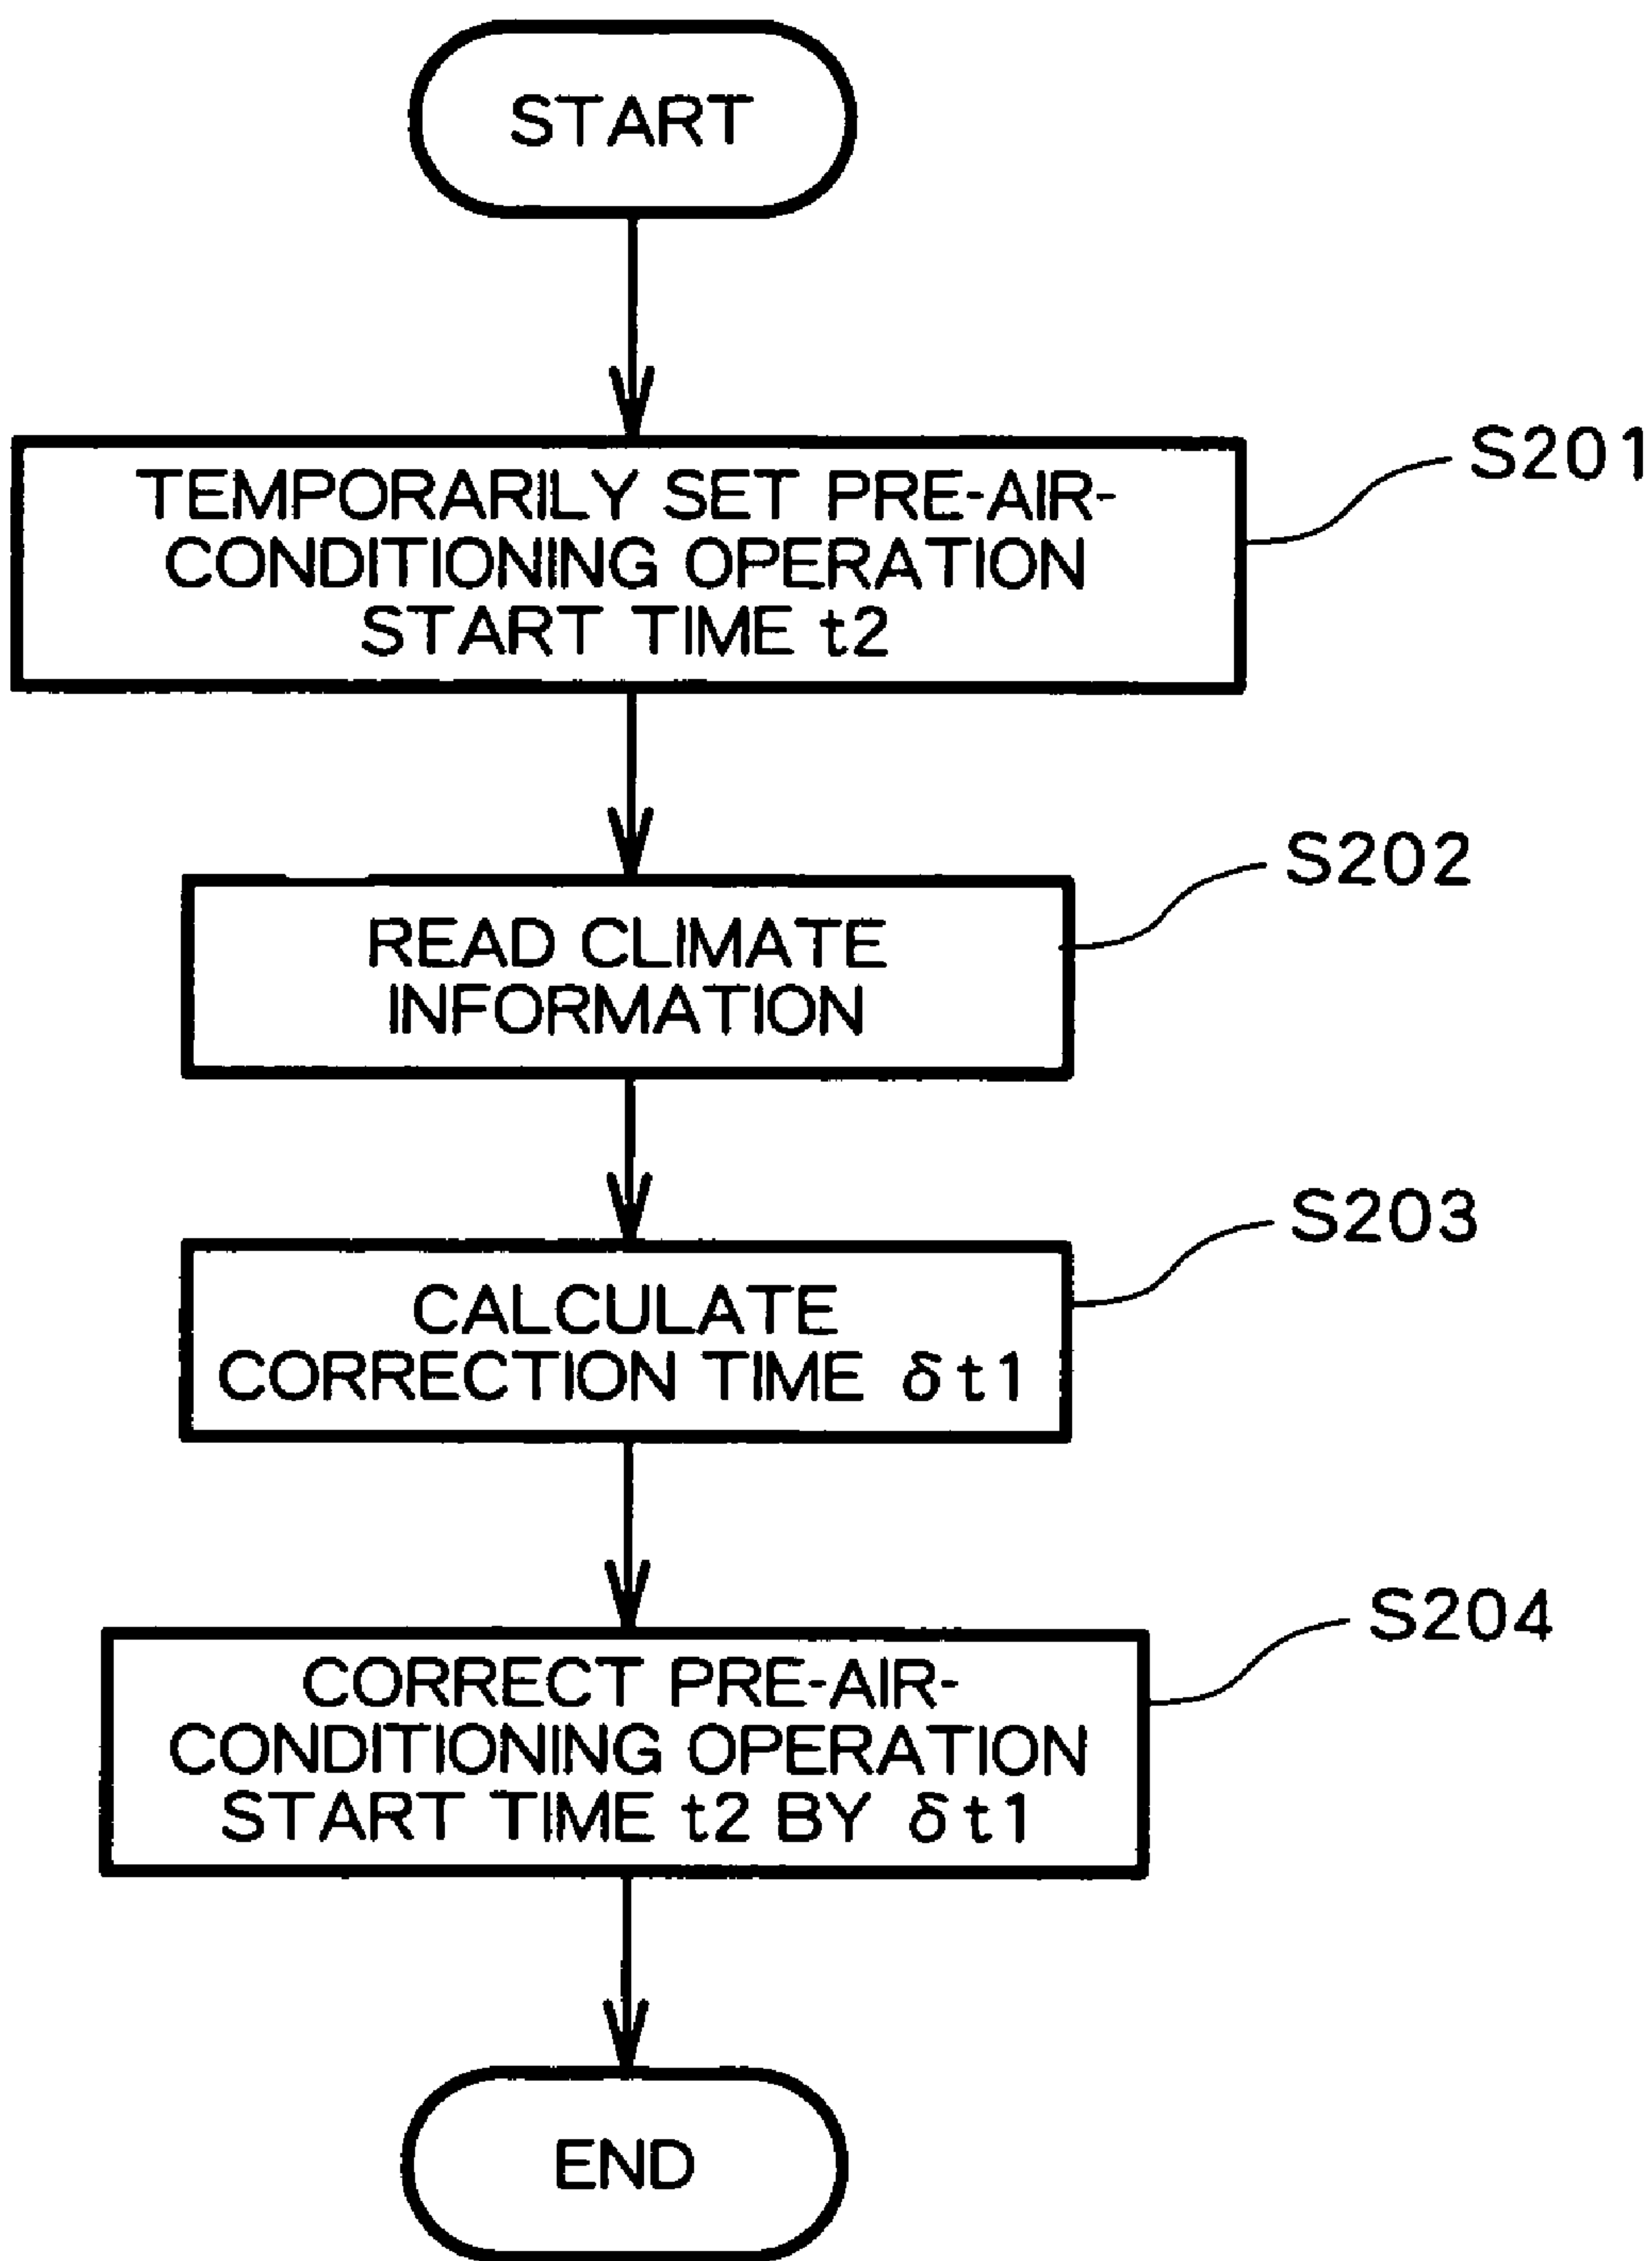 START
S201
TEMPORARILY SET PRE-AIR-
CONDITIONING OPERATION
START TIME t2
S202
READ CLIMATE
INFORMATION
S203
CALCULATE
CORRECTION TIME δt1
S204
CORRECT PRE-AIR-
CONDITIONING OPERATION
START TIME t2 BY δt1
END